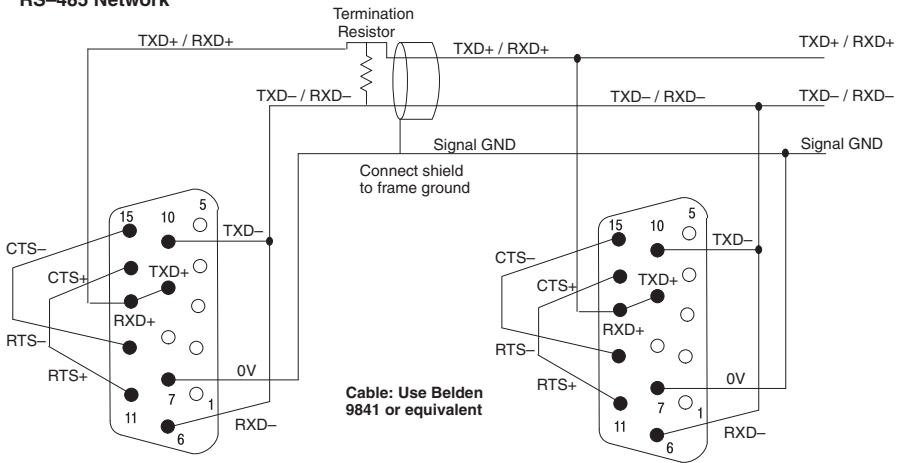 RS–485 Network
Termination
Resistor
TXD+ / RXD+
TXD+ / RXD+
TXD+ / RXD+
TXD– / RXD–
TXD– / RXD–
TXD– / RXD–
Signal GND
Signal GND
Connect shield
to frame ground
15
10
5
TXD–
CTS–
CTS+
TXD+
RXD+
RTS–
RTS+
0V
7
1
11
6
RXD–
Cable: Use Belden
9841 or equivalent
15
10
5
TXD–
CTS–
CTS+
TXD+
RXD+
RTS–
RTS+
0V
7
1
11
6
RXD–